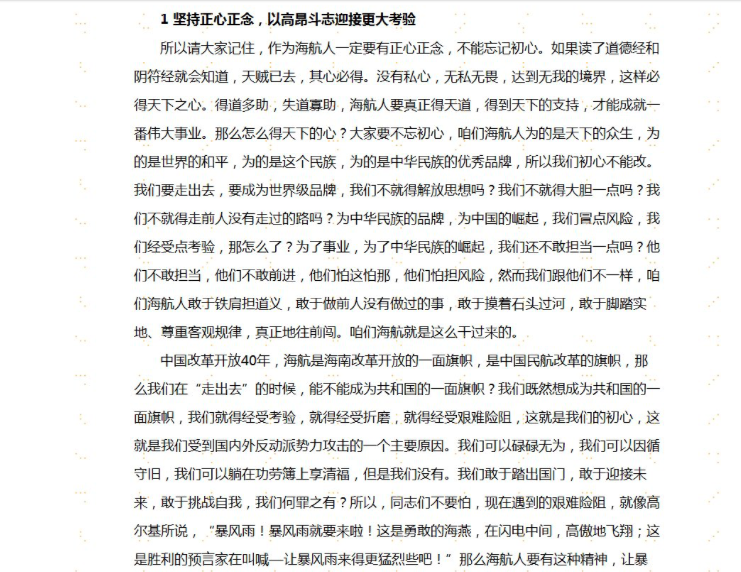 1 坚持正心正念，以高昂斗志迎接更大考验
所以请大家记住，作为海航人一定要有正心正念，不能忘记初心。如果读了道德经和
阴符经就会知道，天贼已去，其心必得。没有私心，无私无畏，达到无我的境界，这样必
得天下之心。得道多助，失道寡助，海航人要真正得天道，得到天下的支持，才能成就一
番伟大事业。那么怎么得天下的心？大家要不忘初心，咱们海航人为的是天下的众生，为
的是世界的和平，为的是这个民族，为的是中华民族的优秀品牌，所以我们初心不能改。
我们要走出去，要成为世界级品牌，我们不就得解放思想吗？我们不就得大胆一点吗？我
们不就得走前人没有走过的路吗？为中华民族的品牌，为中国的崛起，我们冒点风险，我
们经受点考验，那怎么了？为了事业，为了中华民族的崛起，我们还不敢担当一点吗？他
们不敢担当，他们不敢前进，他们怕这怕那，他们怕担风险，然而我们跟他们不一样，咱
们海航人敢于铁肩担道义，敢于做前人没有做过的事，敢于摸着石头过河，敢于脚踏实
地、尊重客观规律，真正地往前闯。咱们海航就是这么干过来的。
中国改革开放40年，海航是海南改革开放的一面旗帜，是中国民航改革的旗帜，那
么我们在“走出去”的时候，能不能成为共和国的一面旗帜？我们既然想成为共和国的一
面旗帜，我们就得经受考验，就得经受折磨，就得经受艰难险阻，这就是我们的初心，这
就是我们受到国内外反动派势力攻击的一个主要原因。我们可以碌碌无为，我们可以因循
守旧，我们可以躺在功劳簿上享清福，但是我们没有。我们敢于踏出国门，敢于迎接未
来，敢于挑战自我，我们何罪之有？所以，同志们不要怕，现在遇到的艰难险阻，就像高
尔基所说，“暴风雨！暴风雨就要来啦！这是勇敢的海燕，在闪电中间，高傲地飞翔；这
是胜利的预言家在叫喊—让暴风雨来得更猛烈些吧！”那么海航人要有这种精神，让暴